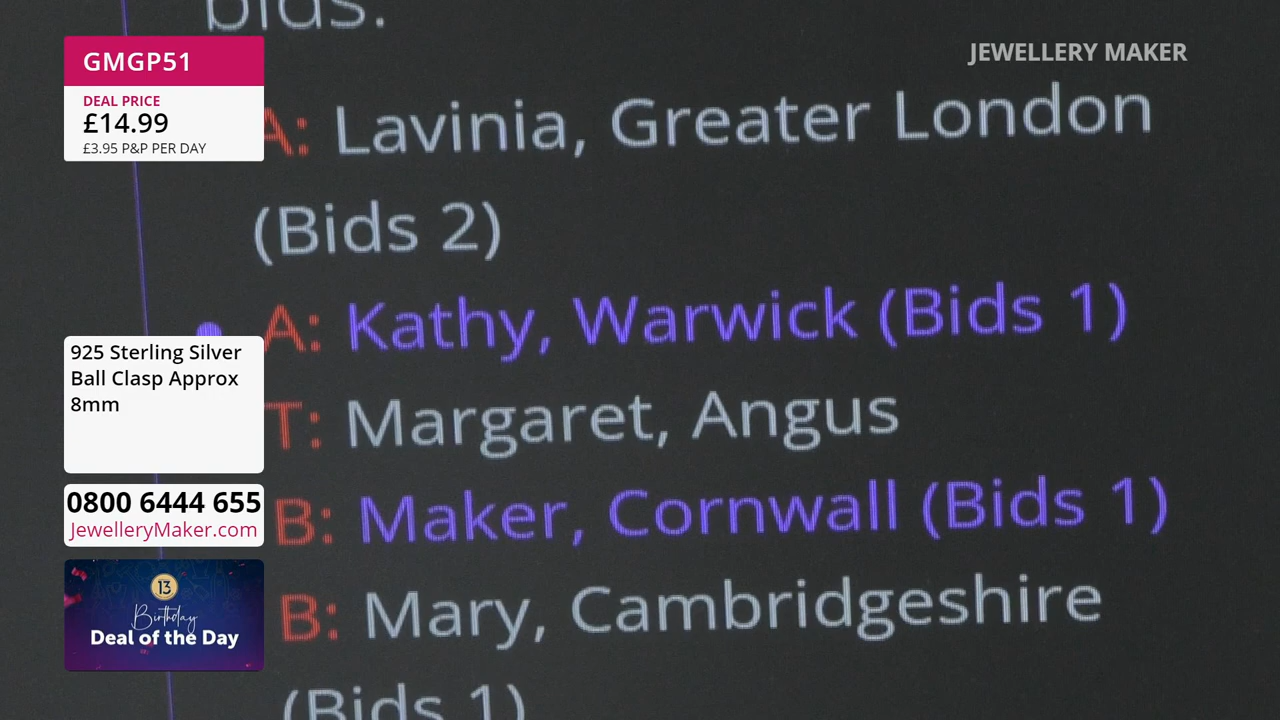 bids.
GMGP51
JEWELLERY MAKER
DEAL PRICE
£14.99
£3.95 P&P PER DAY
A: Lavinia, Greater London
(Bids 2)
A: Kathy, Warwick (Bids 1)
925 Sterling Silver
Ball Clasp Approx
8mm
T: Margaret, Angus
0800 6444 655
JewelleryMaker.com
B: Maker, Cornwall (Bids 1)
13
Birthday
Deal of the Day
B: Mary, Cambridgeshire
(Bids 1)